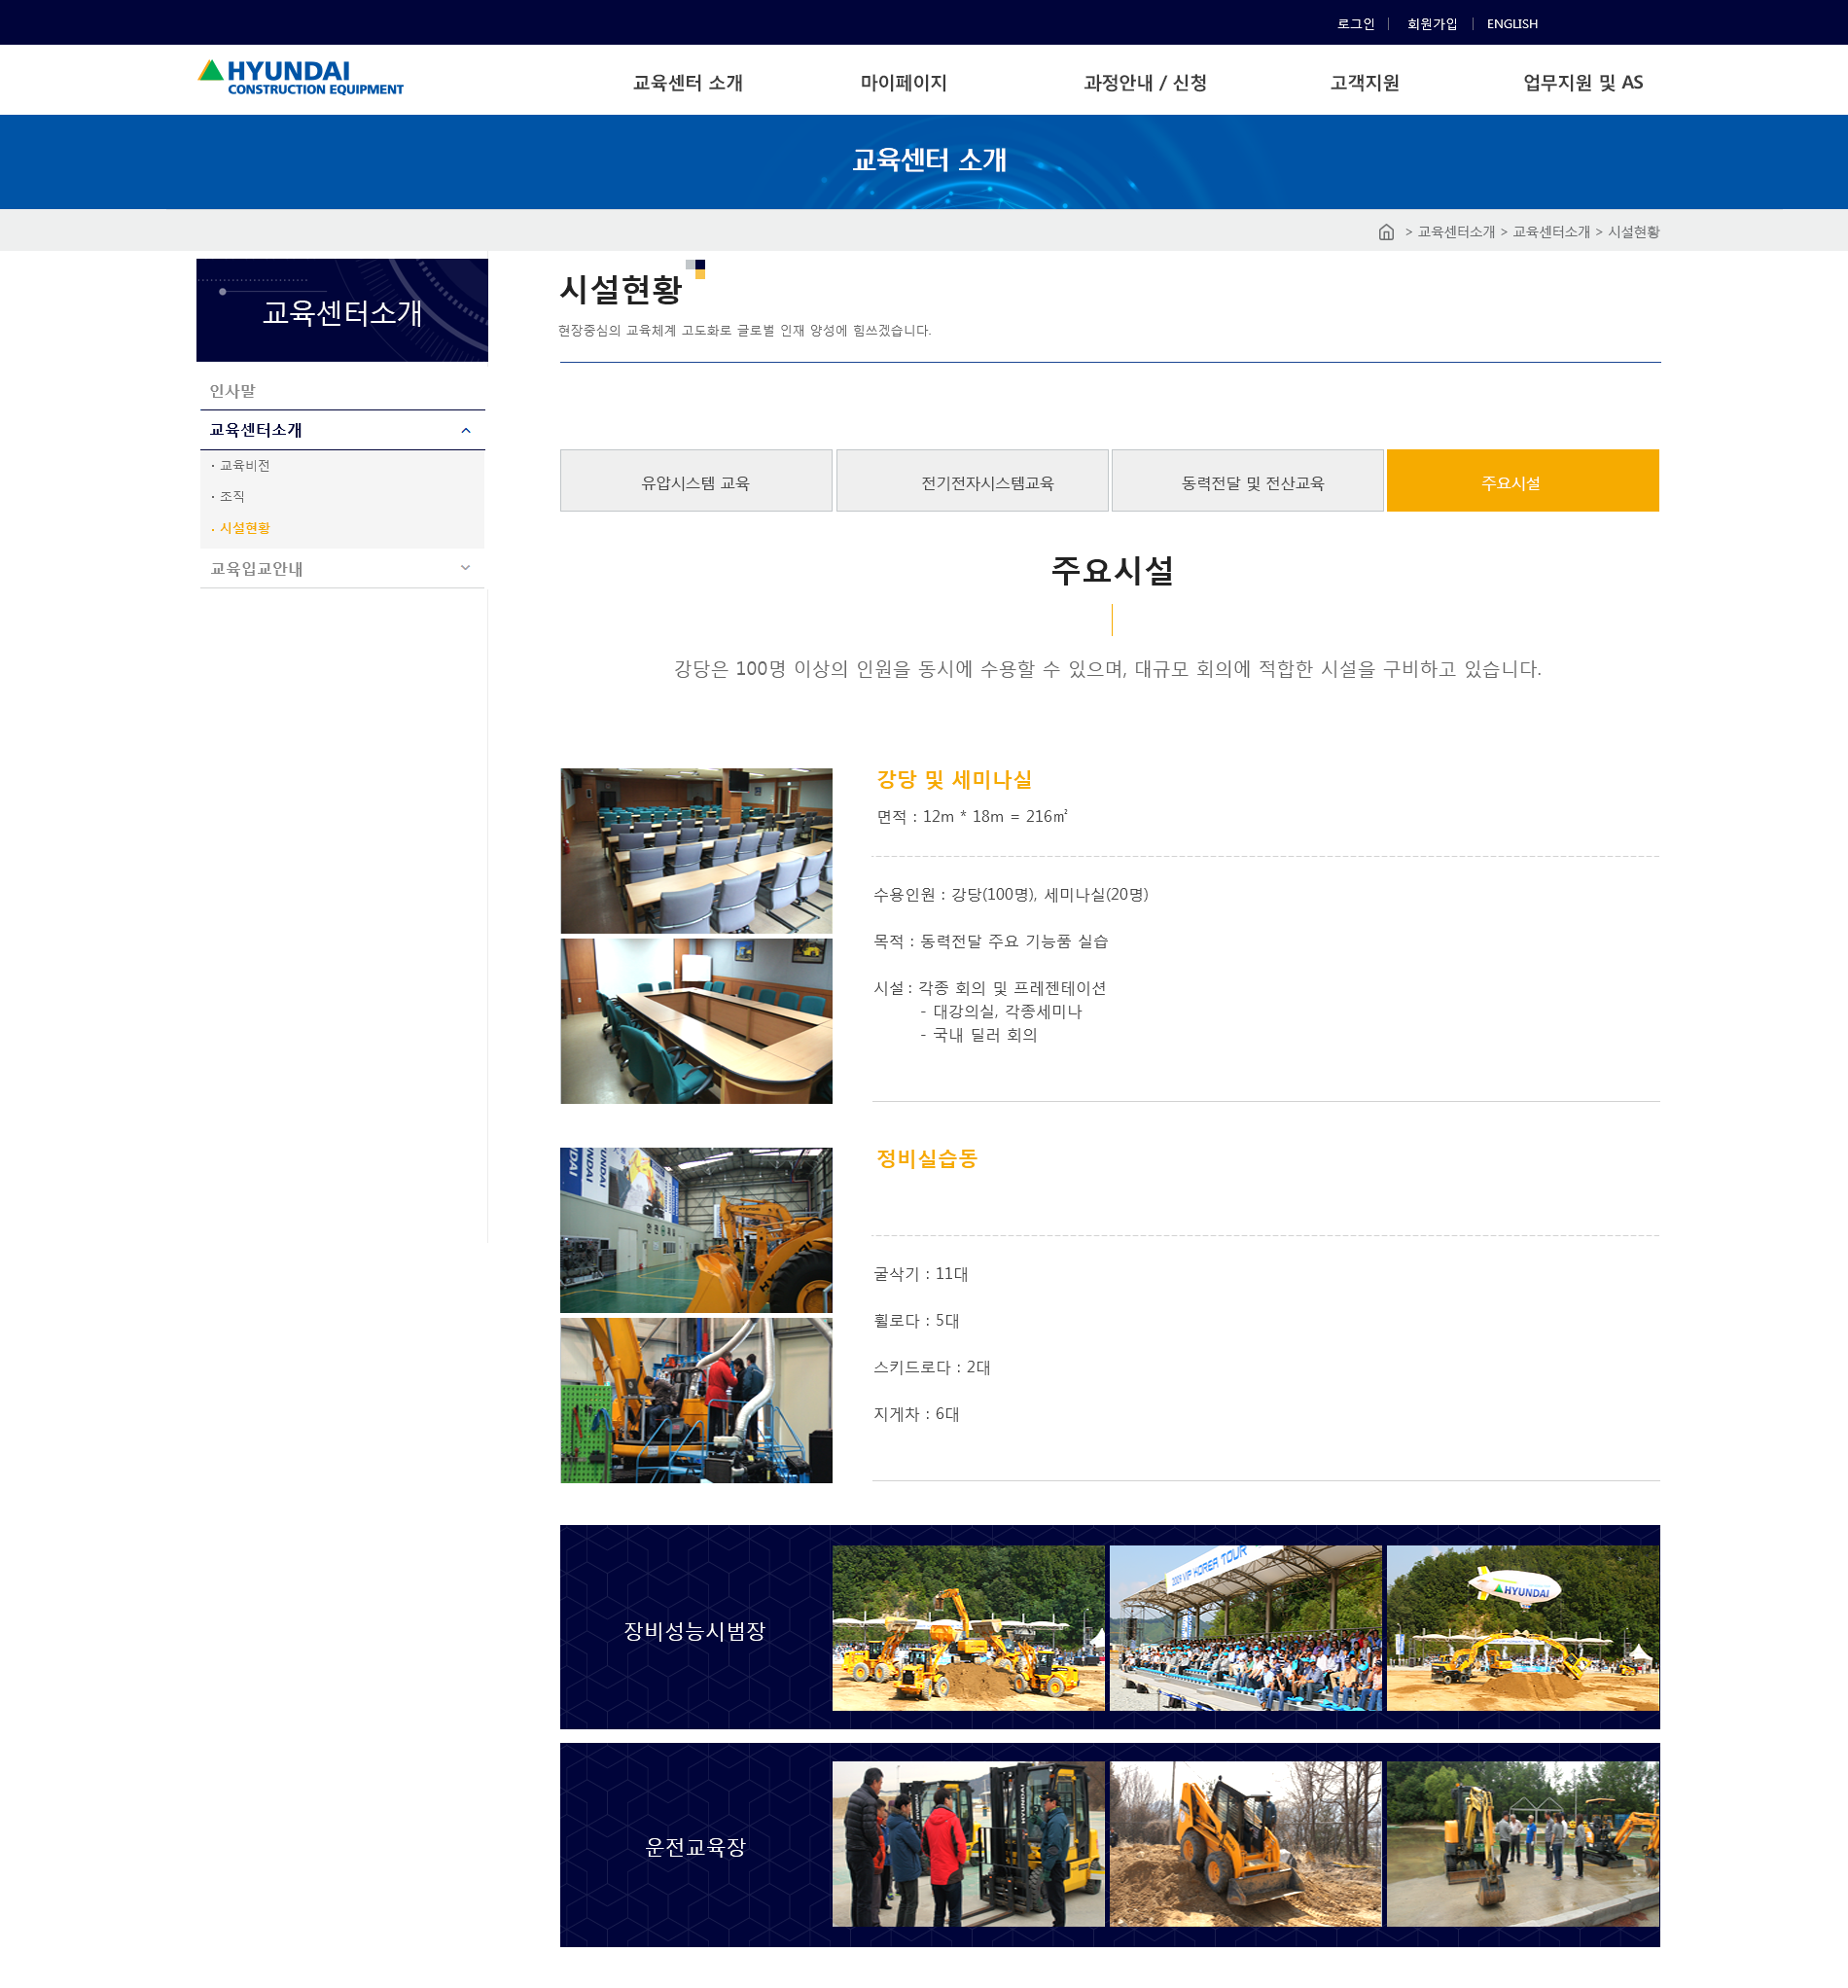 로그인
회원가입
ENGLISH
HYUNDAI
CONSTRUCTION EQUIPMENT
교육센터 소개
마이페이지
과정안내 / 신청
고객지원
업무지원 및 AS
교육센터 소개
> 교육센터소개 > 교육센터소개 > 시설현황
교육센터소개
인사말
교육센터소개
· 교육비전
· 조직
· 시설현황
교육입교안내
시설현황
현장중심의 교육체계 고도화로 글로벌 인재 양성에 힘쓰겠습니다.
유압시스템 교육
전기전자시스템교육
동력전달 및 전산교육
주요시설
주요시설
강당은 100명 이상의 인원을 동시에 수용할 수 있으며, 대규모 회의에 적합한 시설을 구비하고 있습니다.
강당 및 세미나실
면적 : 12m * 18m = 216㎡
수용인원 : 강당(100명), 세미나실(20명)
목적 : 동력전달 주요 기능품 실습
시설 : 각종 회의 및 프레젠테이션
- 대강의실, 각종세미나
- 국내 딜러 회의
정비실습동
굴삭기 : 11대
휠로다 : 5대
스키드로다 : 2대
지게차 : 6대
장비성능시범장
2009 VIP KOREA TOUR
HYUNDAI
운전교육장
HYUNDAI